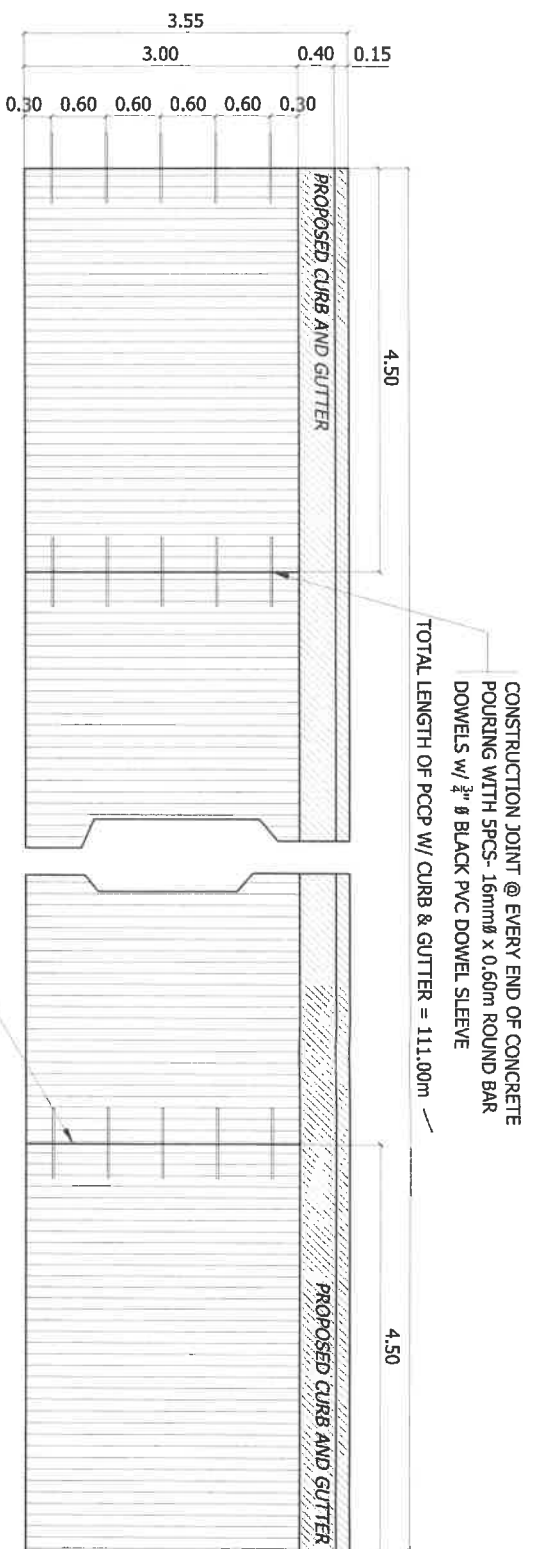 3.55
3.00
0.40
0.15
0.30
0.60
0.60
0.60
0.60
0.30
4.50
PROPOSED CURB AND GUTTER
CONSTRUCTION JOINT @ EVERY END OF CONCRETE
POURING WITH 5PCS- 16mmø x 0.60m ROUND BAR
DOWELS w/ ¾" ø BLACK PVC DOWEL SLEEVE
TOTAL LENGTH OF PCCP W/ CURB & GUTTER = 111.00m
4.50
PROPOSED CURB AND GUTTER